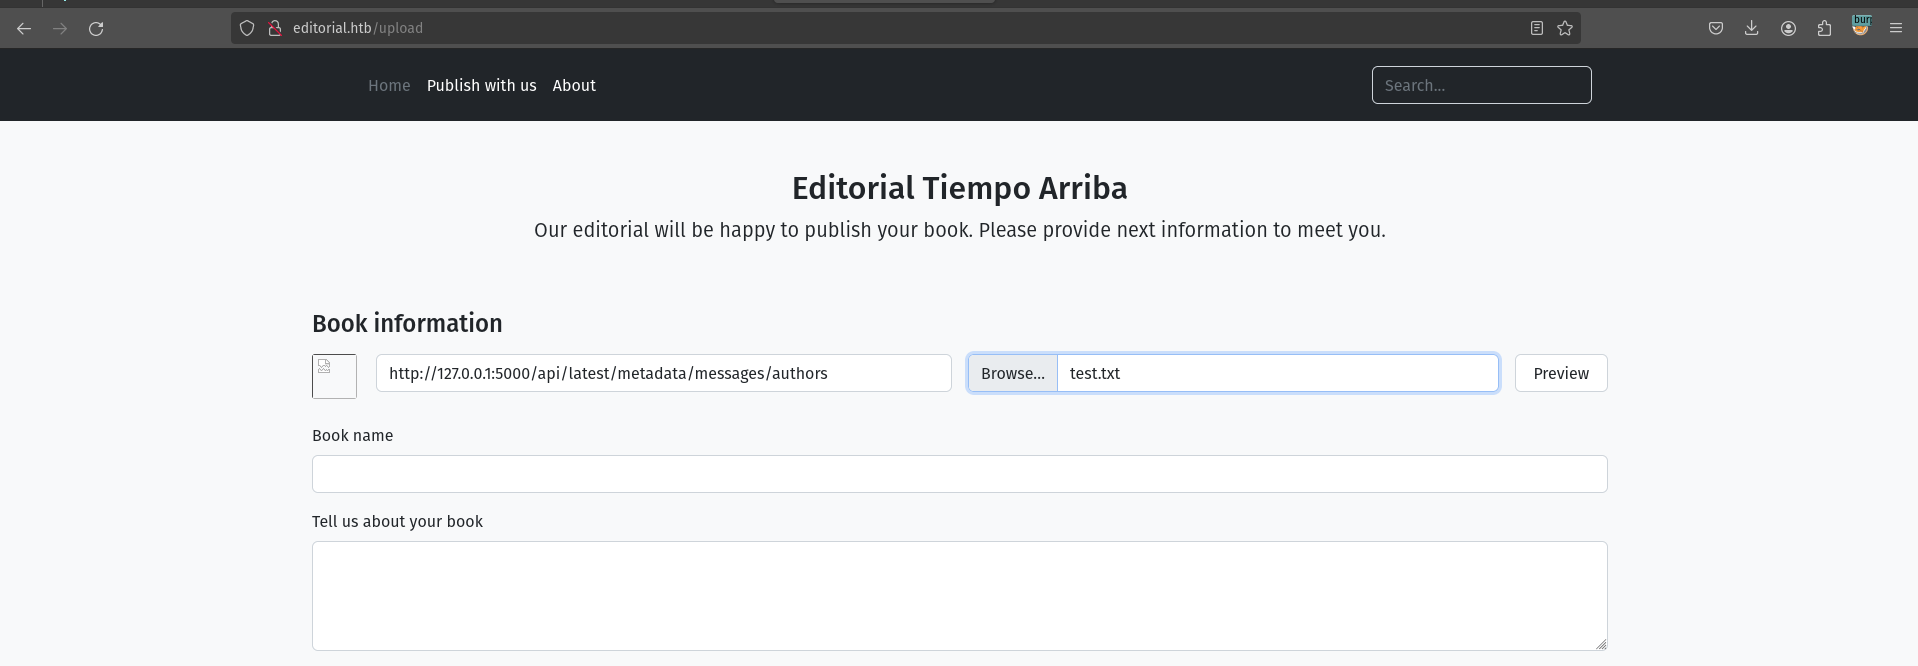 editorial.htb/upload
bur
Home Publish with us About
Search...
Editorial Tiempo Arriba
Our editorial will be happy to publish your book. Please provide next information to meet you.
Book information
http://127.0.0.1:5000/api/latest/metadata/messages/authors Browse... test.txt Preview
Book name
Tell us about your book